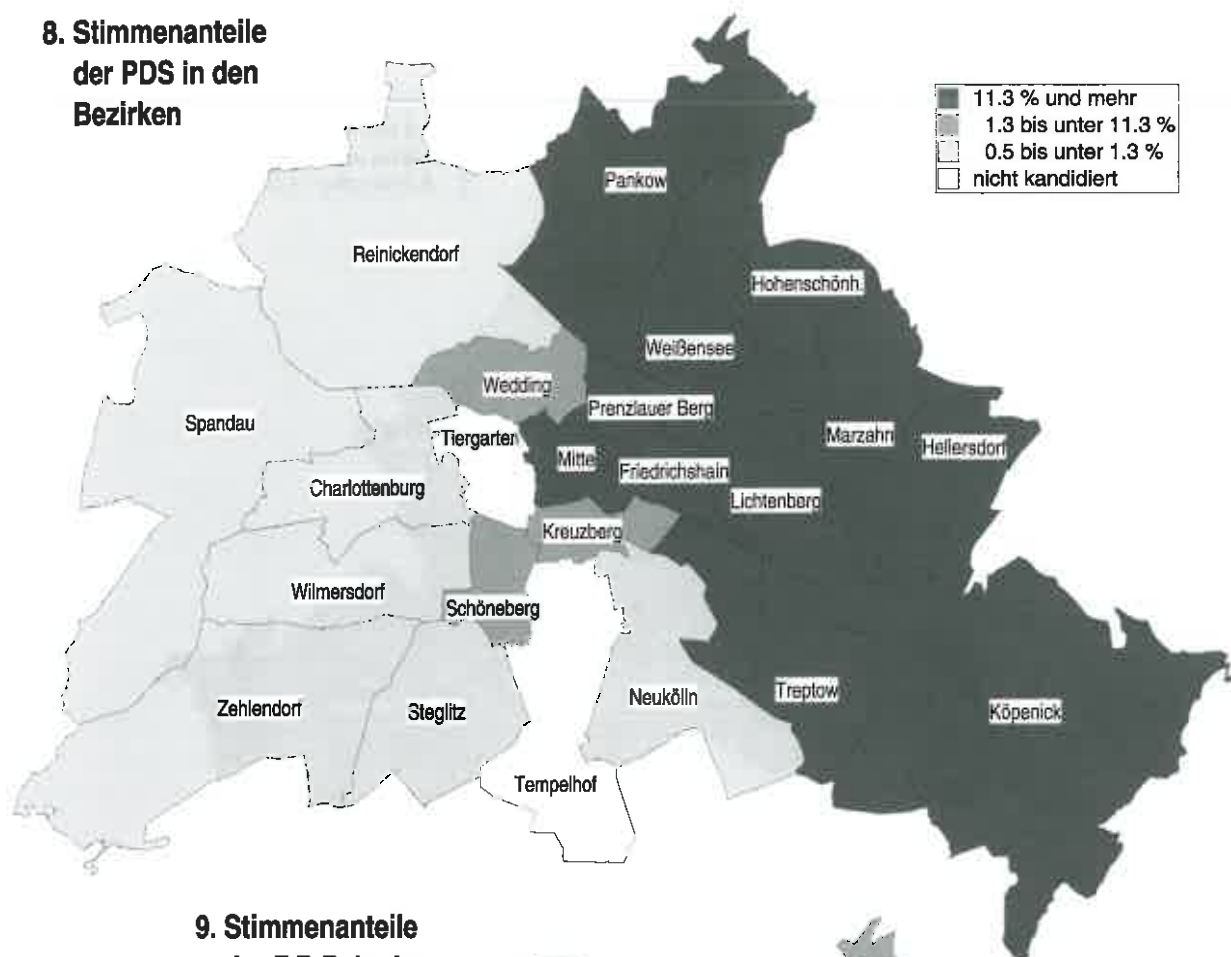 8. Stimmenanteile
der PDS in den
Bezirken
11.3 % und mehr
1.3 bis unter 11.3 %
0.5 bis unter 1.3 %
nicht kandidiert
Pankow
Reinickendorf
Hohenschönh.
Weißensee
Wedding
Prenzlauer Berg
Spandau
Tiergarten
Marzahn
Hellersdorf
Mitte
Friedrichshain
Charlottenburg
Lichtenberg
Kreuzberg
Wilmersdorf
Schöneberg
Zehlendorf
Steglitz
Neukölln
Treptow
Köpenick
Tempelhof
9. Stimmenanteile